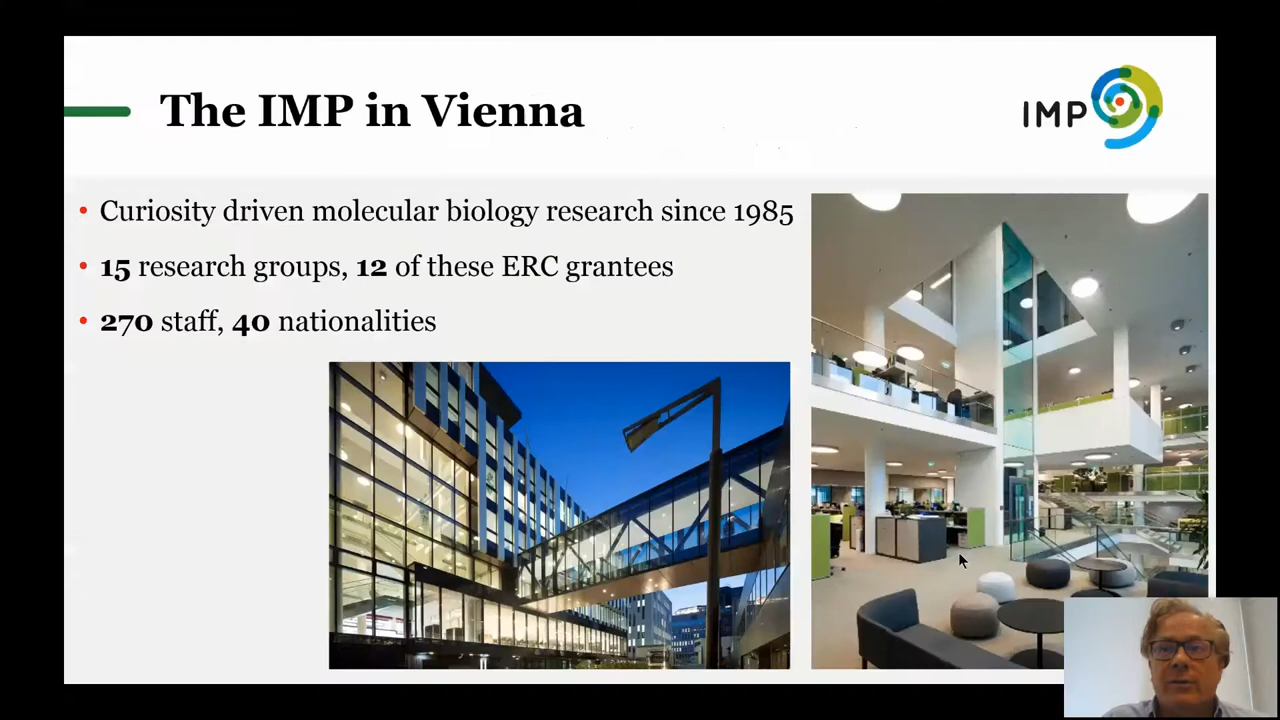 The IMP in Vienna
IMP
• Curiosity driven molecular biology research since 1985
• 15 research groups, 12 of these ERC grantees
• 270 staff, 40 nationalities